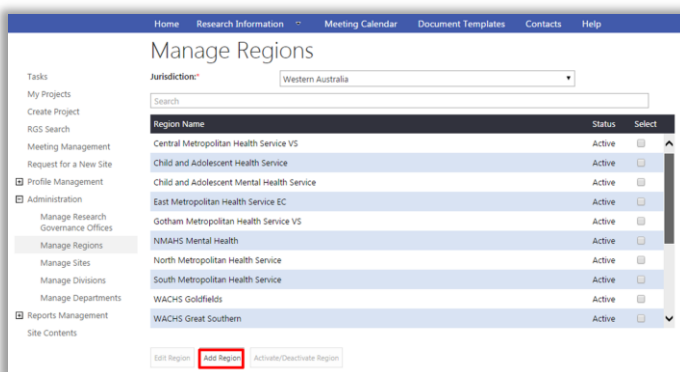 Home Research Information Meeting Calendar Document Templates Contacts Help
Manage Regions
Tasks
My Projects
Create Project
RGS Search
Meeting Management
Request for a New Site
Profile Management
Administration
Manage Research
Governance Offices
Manage Regions
Manage Sites
Manage Divisions
Manage Departments
Reports Management
Site Contents
Jurisdiction:* Western Australia
Search
Region Name Status Select
Central Metropolitan Health Service VS Active
Child and Adolescent Health Service Active
Child and Adolescent Mental Health Service Active
East Metropolitan Health Service EC Active
Gotham Metropolitan Health Service VS Active
NMAHS Mental Health Active
North Metropolitan Health Service Active
South Metropolitan Health Service Active
WACHS Goldfields Active
WACHS Great Southern Active
Edit Region Add Region Activate/Deactivate Region